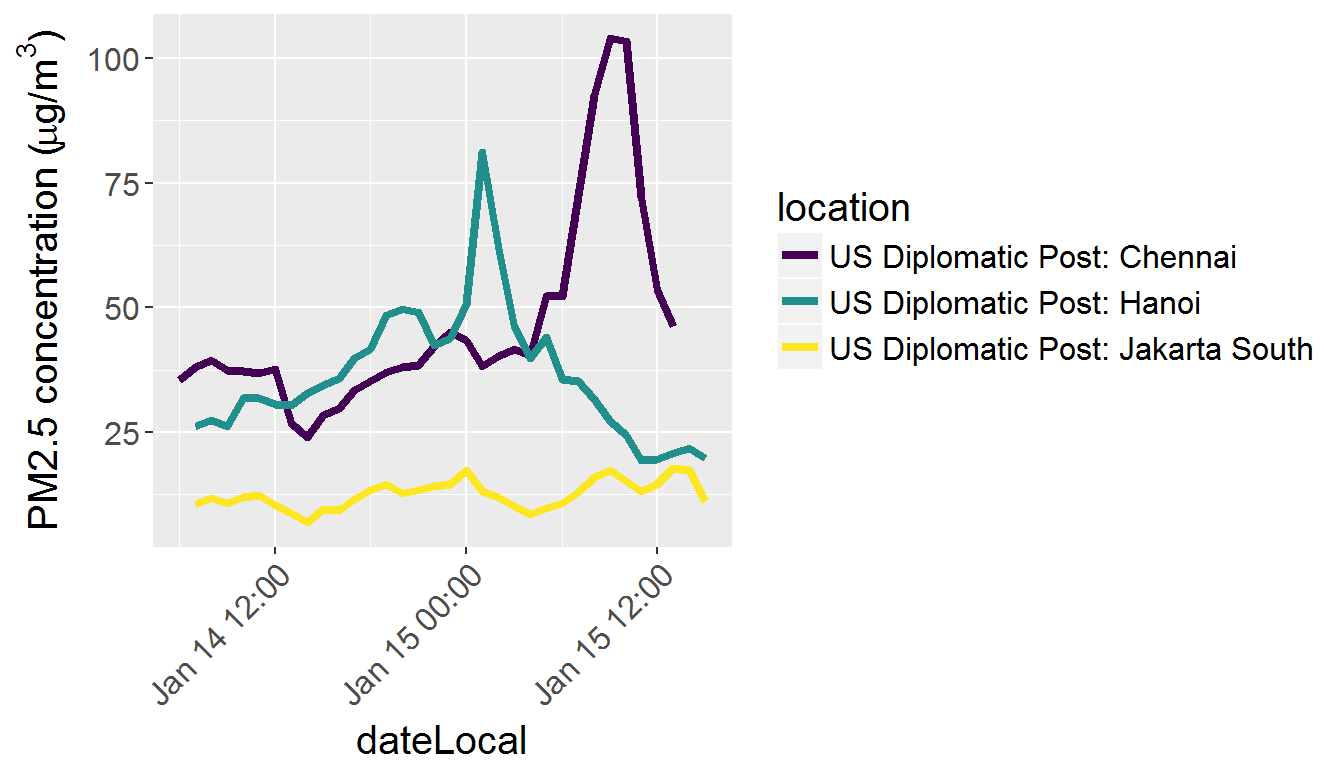 PM2.5 concentration (μg/m³)
100
75
50
25
Jan 14 12:00
Jan 15 00:00
Jan 15 12:00
dateLocal
location
US Diplomatic Post: Chennai
US Diplomatic Post: Hanoi
US Diplomatic Post: Jakarta South